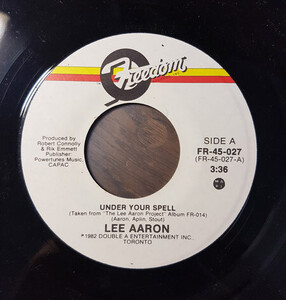 Freedom
SIDE A
FR-45-027
(FR-45-027-A)
3:36
Produced by
Robert Connolly
& Rik Emmett
Publisher
Powertunes Music.
CAPAC
UNDER YOUR SPELL
(Taken from "The Lee Aaron Project" Album FR-014)
(Aaron, Aplin, Stout)
LEE AARON
℗1982 DOUBLE A ENTERTAINMENT INC.
TORONTO